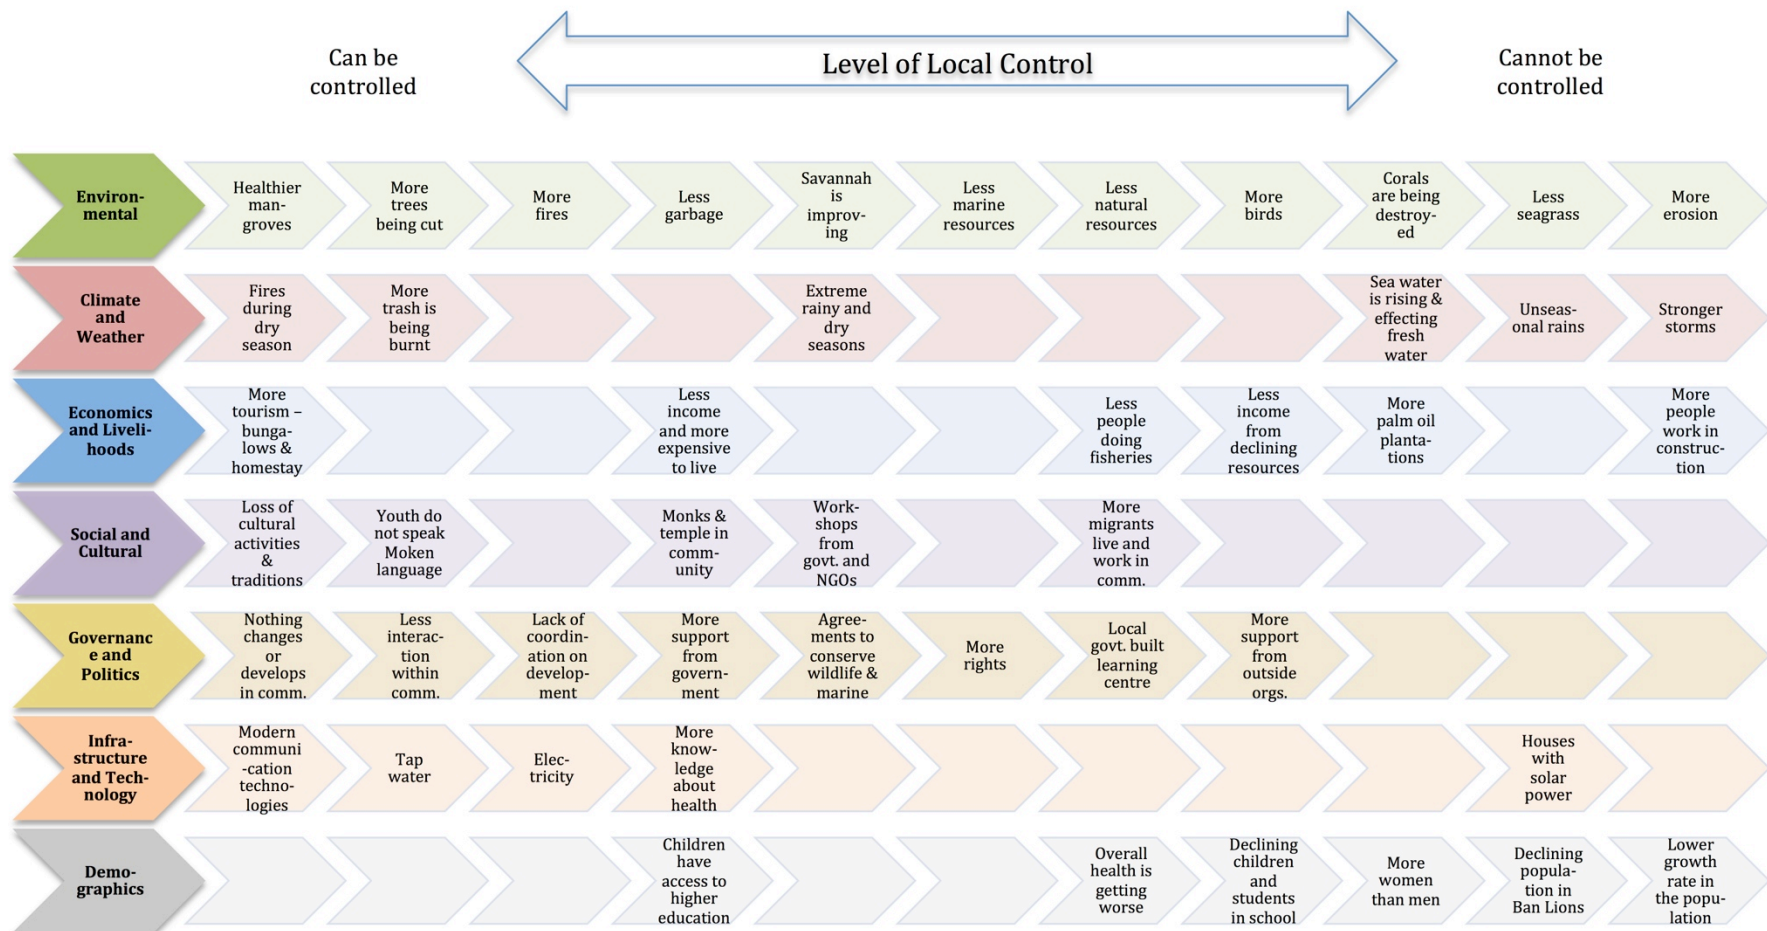 Can be
controlled
Level of Local Control
Cannot be
controlled
Environ-
mental
Healthier
man-
groves
More
trees
being cut
More
fires
Less
garbage
Savannah
is
improv-
ing
Less
marine
resources
Less
natural
resources
More
birds
Corals
are being
destroy-
ed
Less
seagrass
More
erosion
Climate
and
Weather
Fires
during
dry
season
More
trash is
being
burnt
Extreme
rainy and
dry
seasons
Sea water
is rising &
effecting
fresh
water
Unseas-
onal rains
Stronger
storms
Economics
and Liveli-
hoods
More
tourism –
bunga-
lows &
homestay
Less
income
and more
expensive
to live
Less
people
doing
fisheries
Less
income
from
declining
resources
More
palm oil
planta-
tions
More
people
work in
construc-
tion
Social and
Cultural
Loss of
cultural
activities
&
traditions
Youth do
not speak
Moken
language
Monks &
temple in
comm-
unity
Work-
shops
from
govt. and
NGOs
More
migrants
live and
work in
comm.
Governanc
e and
Politics
Nothing
changes
or
develops
in comm.
Less
interac-
tion
within
comm.
Lack of
coordin-
ation on
develop-
ment
More
support
from
govern-
ment
Agree-
ments to
conserve
wildlife &
marine
More
rights
Local
govt. built
learning
centre
More
support
from
outside
orgs.
Infra-
structure
and Tech-
nology
Modern
communi
-cation
techno-
logies
Tap
water
Elec-
tricity
More
know-
ledge
about
health
Houses
with
solar
power
Demo-
graphics
Children
have
access to
higher
education
Overall
health is
getting
worse
Declining
children
and
students
in school
More
women
than men
Declining
popula-
tion in
Ban Lions
Lower
growth
rate in
the popu-
lation